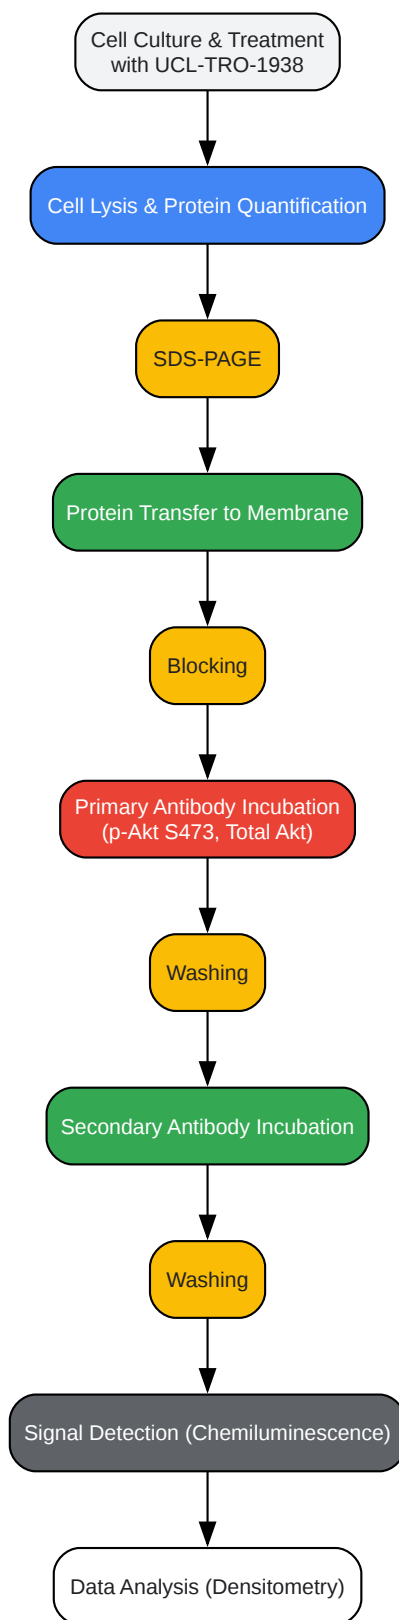 Cell Culture & Treatment
with UCL-TRO-1938
Cell Lysis & Protein Quantification
SDS-PAGE
Protein Transfer to Membrane
Blocking
Primary Antibody Incubation
(p-Akt S473, Total Akt)
Washing
Secondary Antibody Incubation
Washing
Signal Detection (Chemiluminescence)
Data Analysis (Densitometry)